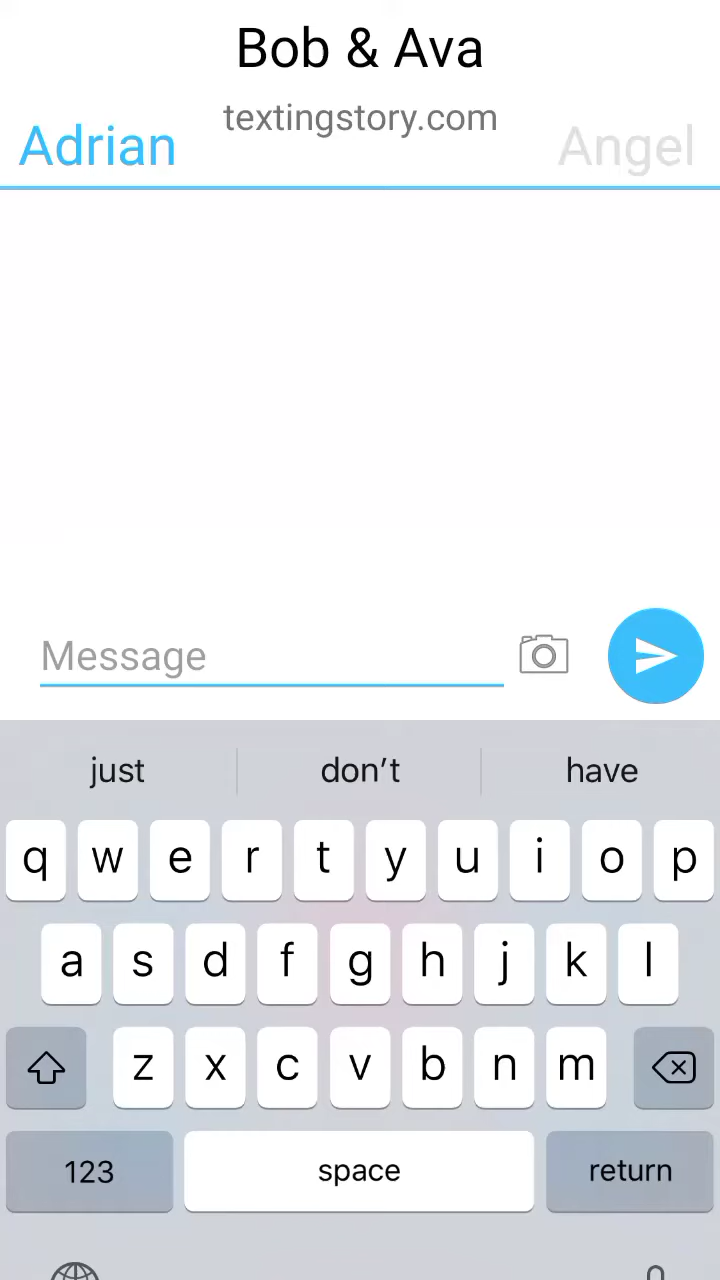 Bob & Ava
textingstory.com
Adrian Angel
Message
just don’t have
q w e r t y u i o p
a s d f g h j k l
z x c v b n m
123 space return